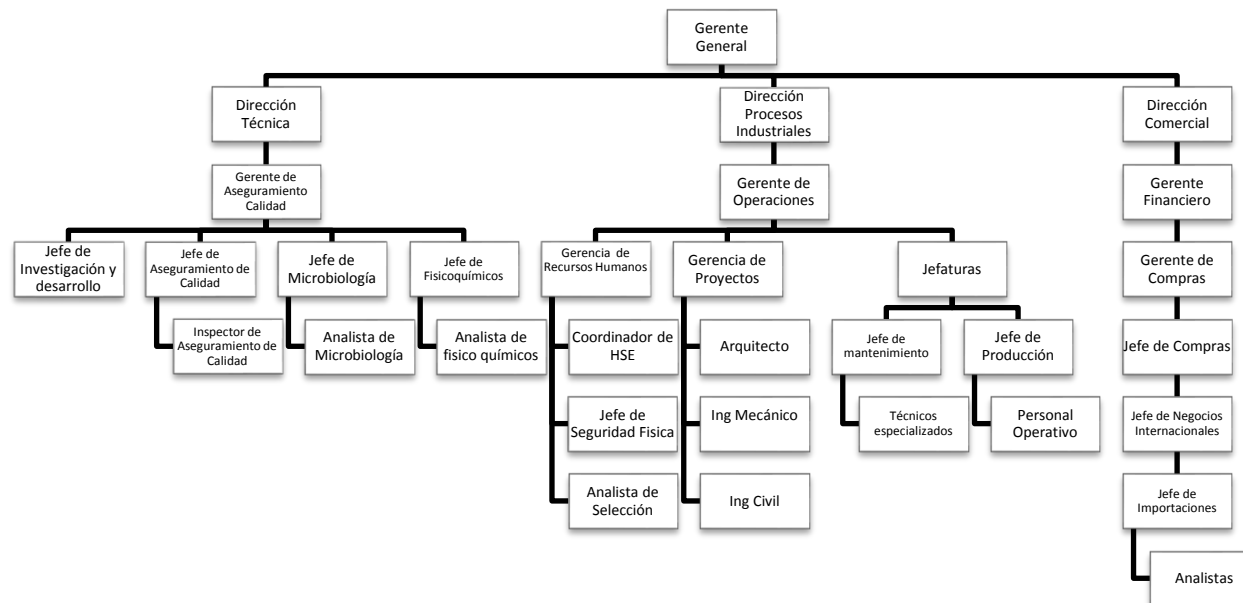 Gerente
General
Dirección
Técnica
Dirección
Procesos
Industriales
Dirección
Comercial
Gerente de
Aseguramiento
Calidad
Gerente de
Operaciones
Gerente
Financiero
Jefe de
Investigación y
desarrollo
Jefe de
Aseguramiento de
Calidad
Jefe de
Microbiología
Jefe de
Fisicoquímicos
Gerencia de
Recursos Humanos
Gerencia de
Proyectos
Jefaturas
Gerente de
Compras
Inspector de
Aseguramiento de
Calidad
Analista de
Microbiología
Analista de
fisico químicos
Coordinador de
HSE
Arquitecto
Jefe de
mantenimiento
Jefe de
Producción
Jefe de Compras
Jefe de
Seguridad Fisica
Ing Mecánico
Técnicos
especializados
Personal
Operativo
Jefe de Negocios
Internacionales
Analista de
Selección
Ing Civil
Jefe de
Importaciones
Analistas